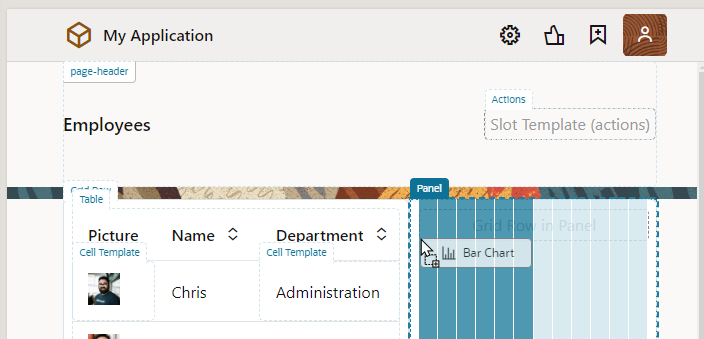 My Application
page-header
Actions
Employees
Slot Template (actions)
Grid Row
Panel
Table
Grid Row in Panel
Picture
Name
Department
Bar Chart
Cell Template
Cell Template
Chris
Administration